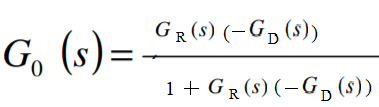 G₀ (s) = 
G_R(s) (−G_D(s))
1 + G_R(s) (−G_D(s))